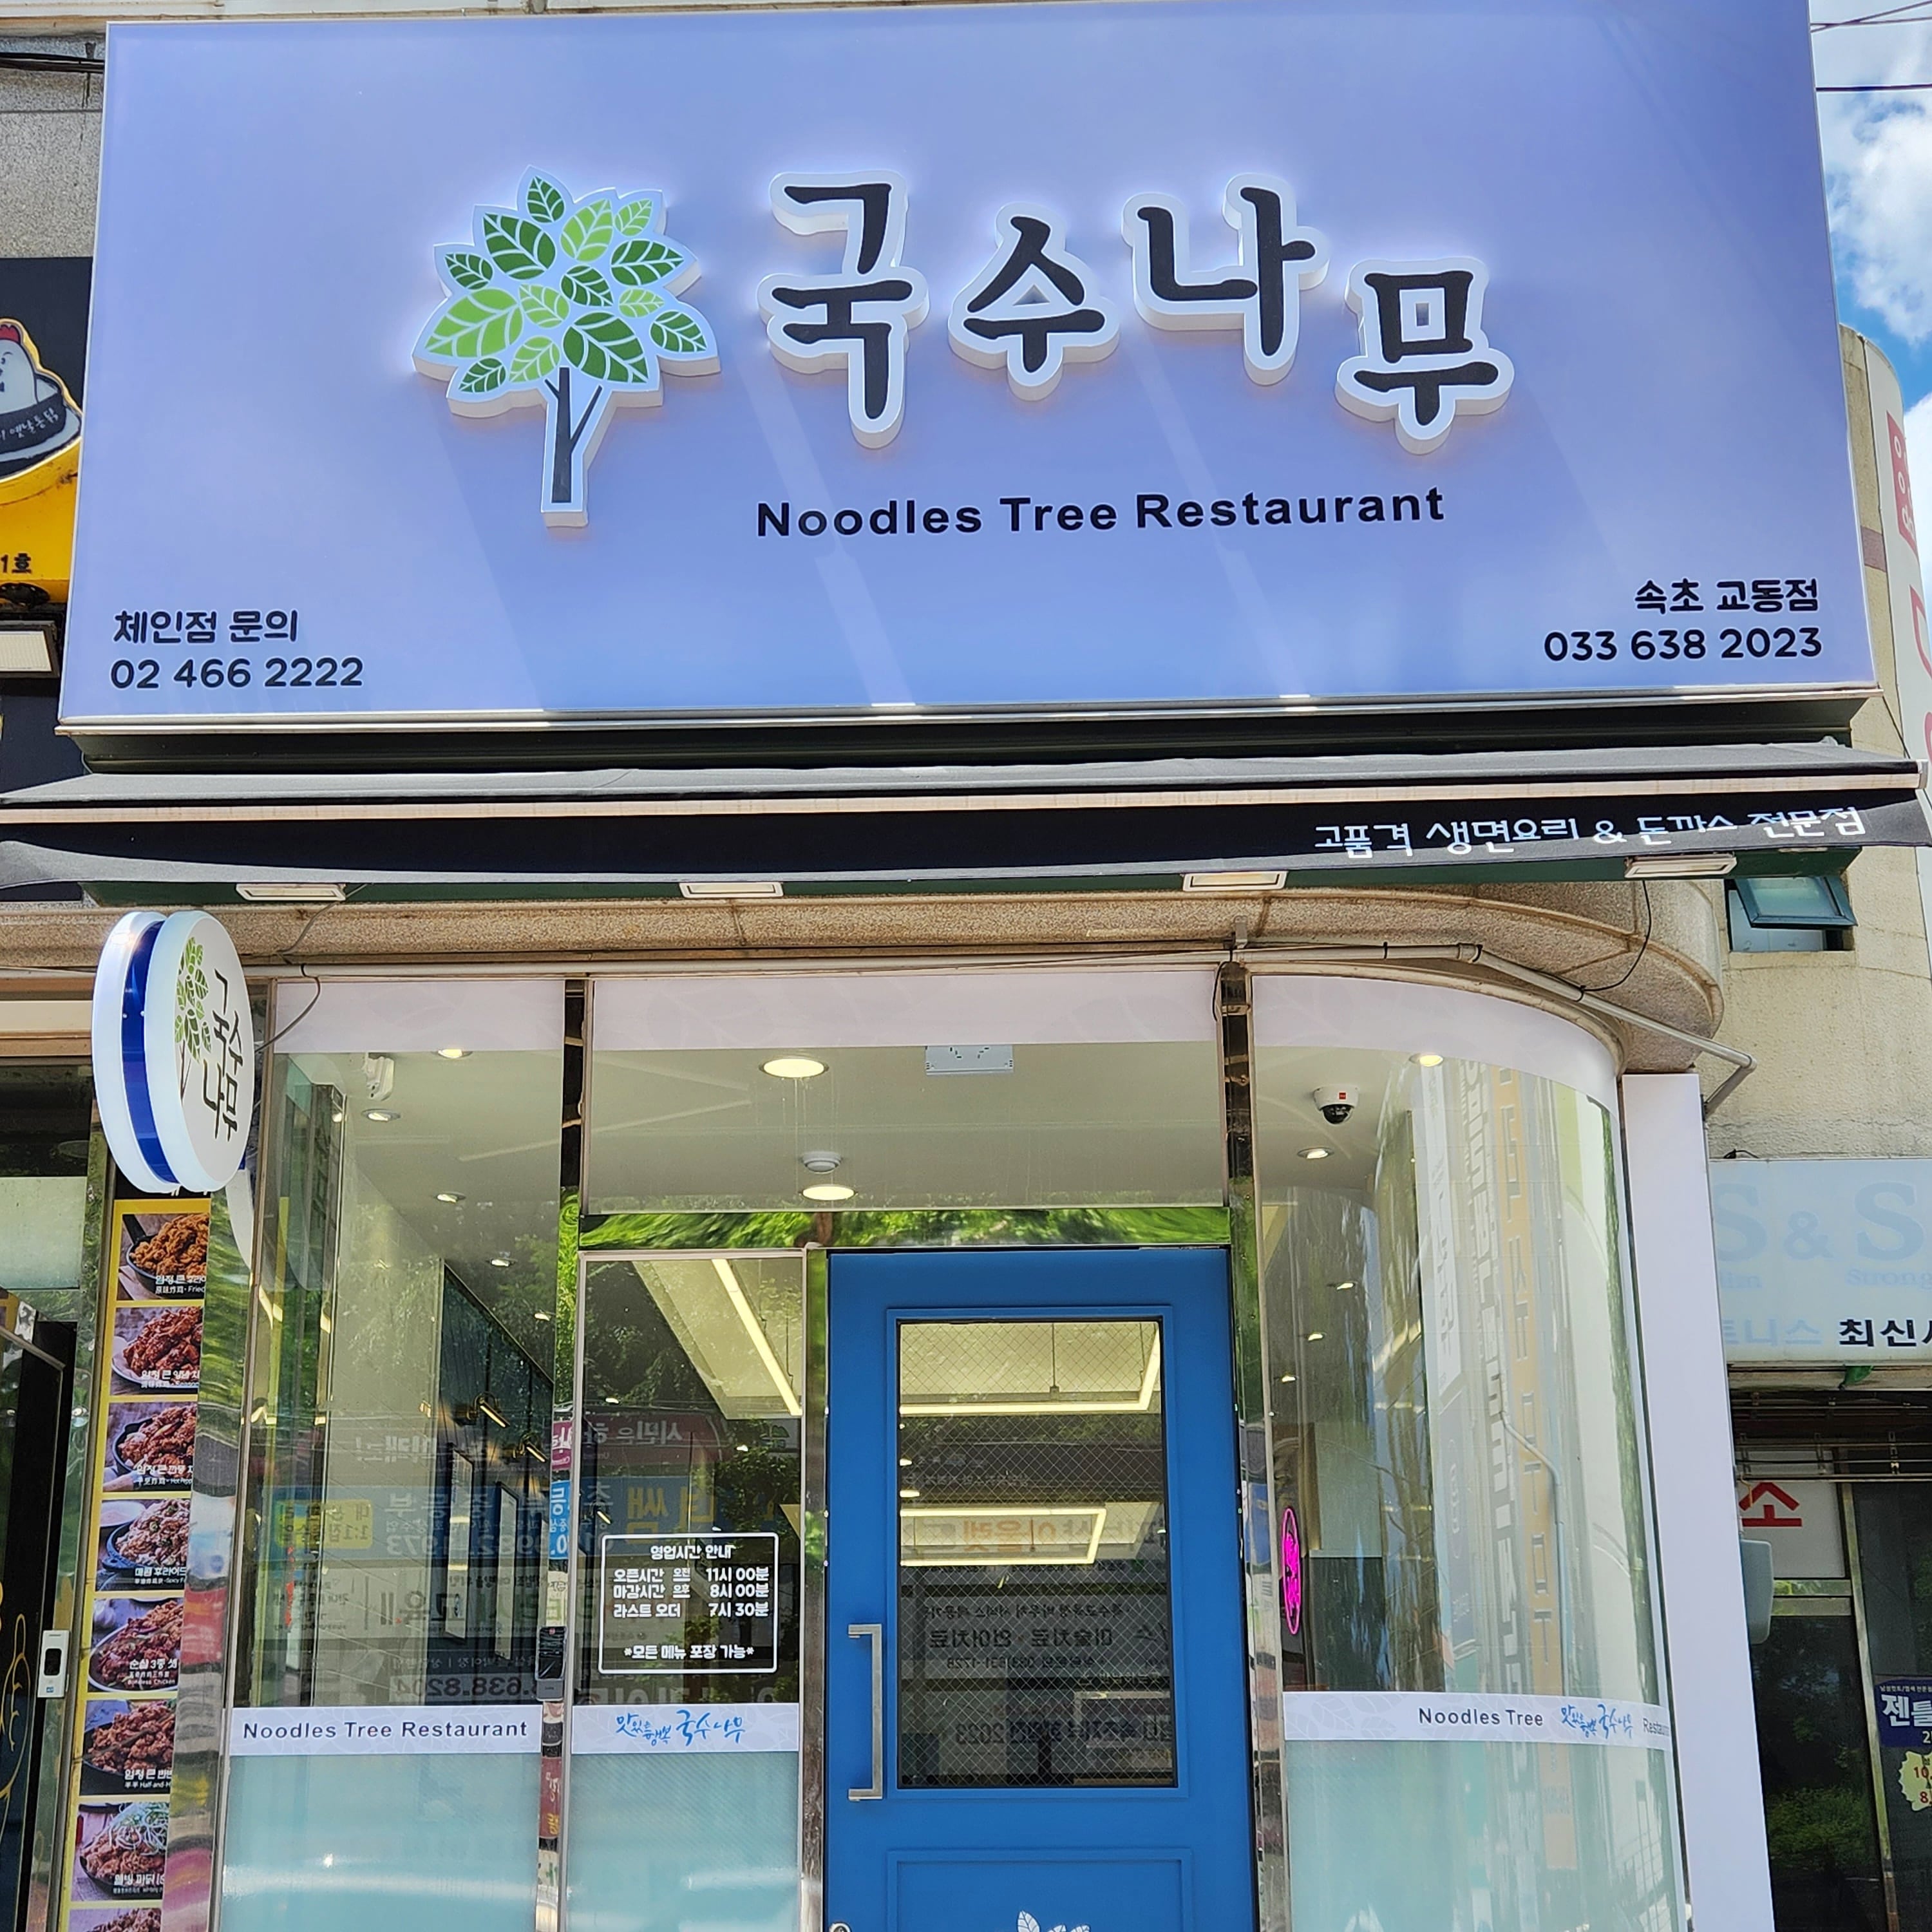 국수나무
Noodles Tree Restaurant
체인점 문의
02 466 2222
속초 교동점
033 638 2023
고품격 생면요리 & 돈까스 전문점
국수
나무
1호
S & S
Strong
최신
영업시간 안내
오픈시간 오전 11시 00분
마감시간 오후 8시 00분
라스트 오더 7시 30분
*모든 메뉴 포장 가능*
Noodles Tree Restaurant
맛있는 행복 국수나무
Noodles Tree 맛있는 행복 국수나무
소